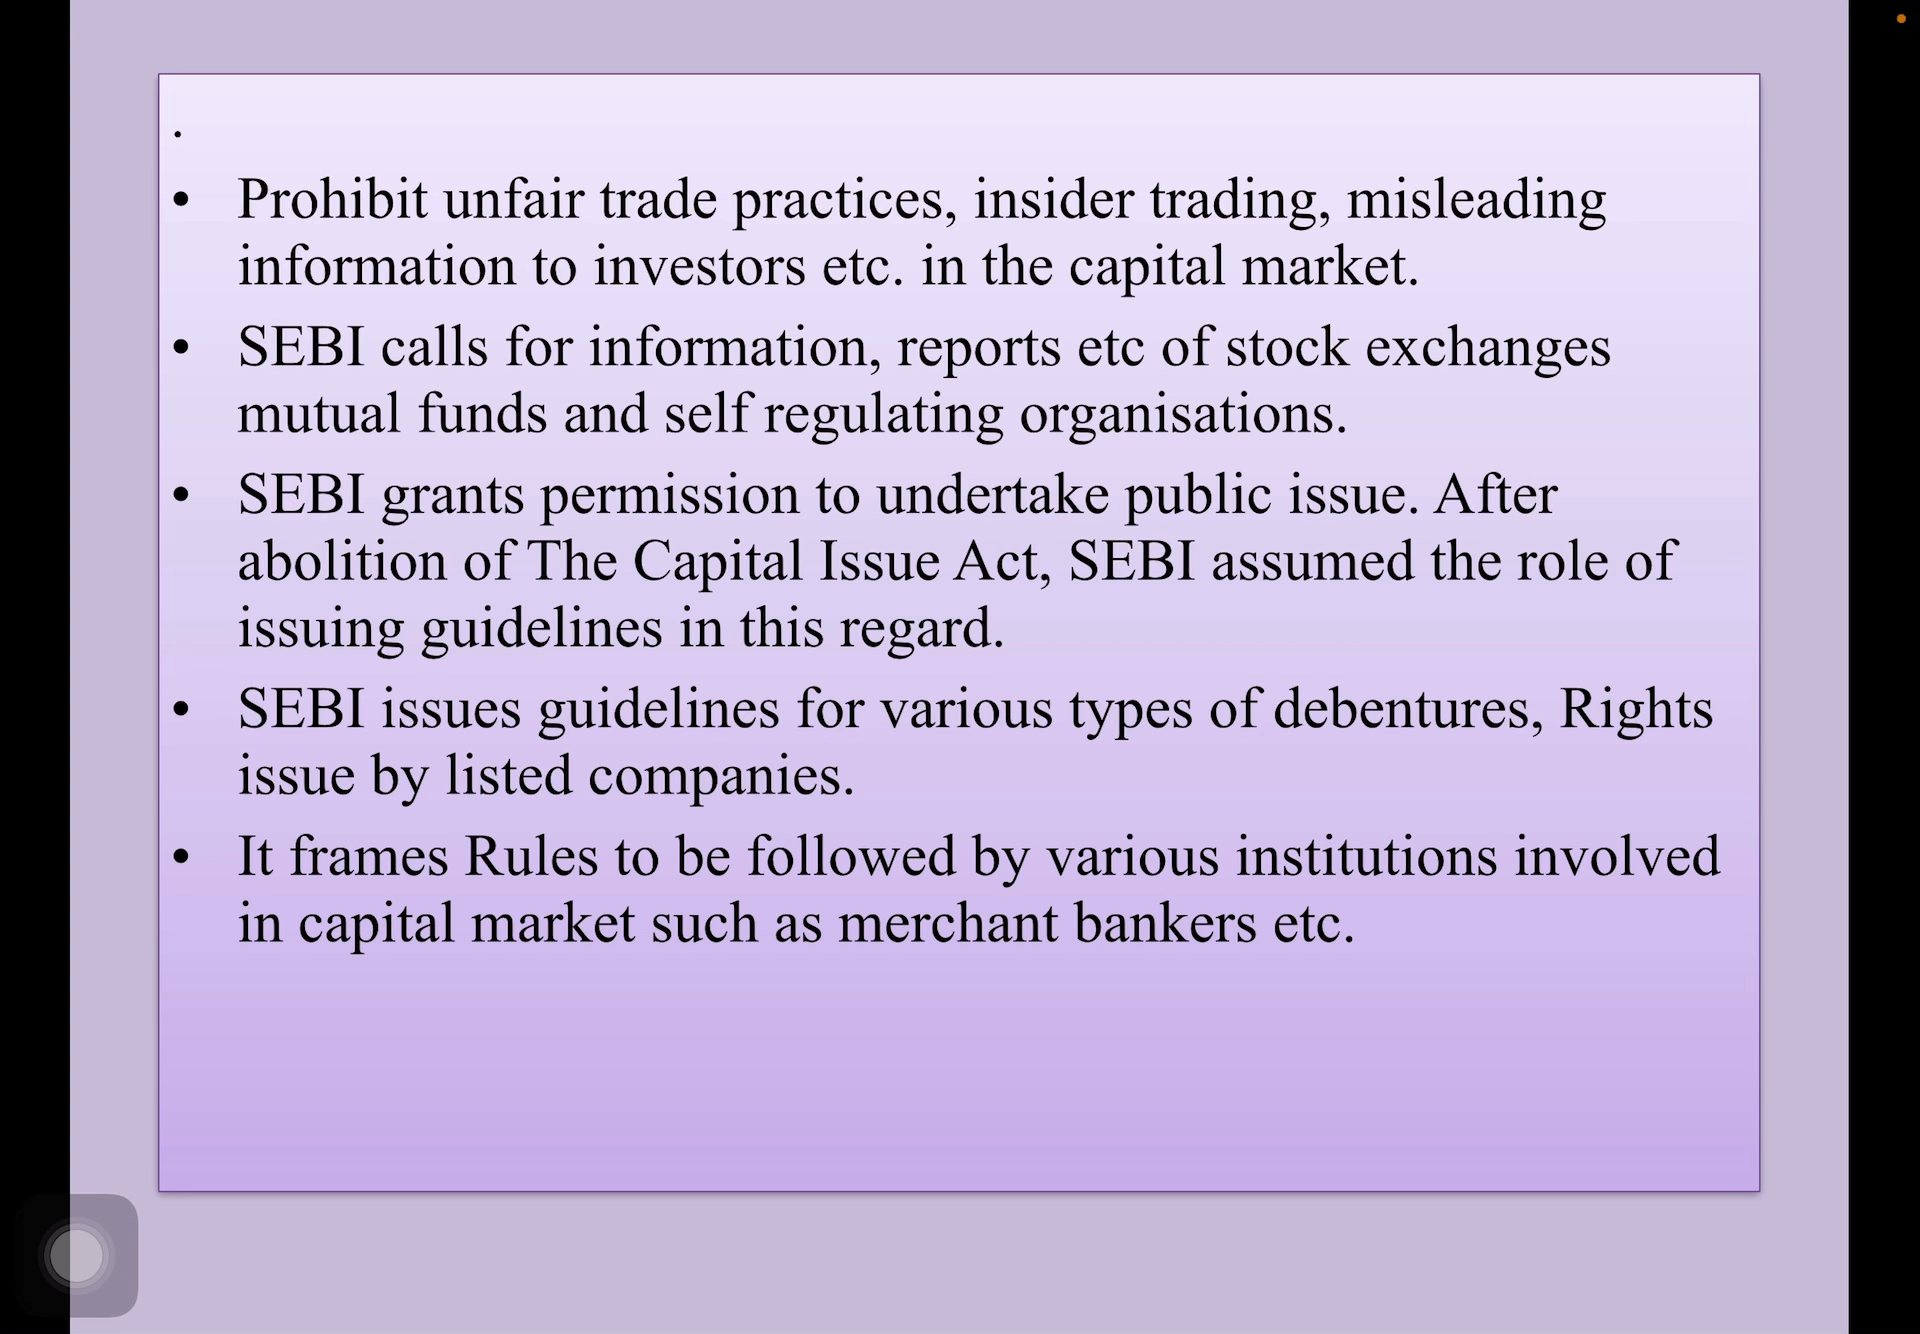 .
• Prohibit unfair trade practices, insider trading, misleading
information to investors etc. in the capital market.
• SEBI calls for information, reports etc of stock exchanges
mutual funds and self regulating organisations.
• SEBI grants permission to undertake public issue. After
abolition of The Capital Issue Act, SEBI assumed the role of
issuing guidelines in this regard.
• SEBI issues guidelines for various types of debentures, Rights
issue by listed companies.
• It frames Rules to be followed by various institutions involved
in capital market such as merchant bankers etc.